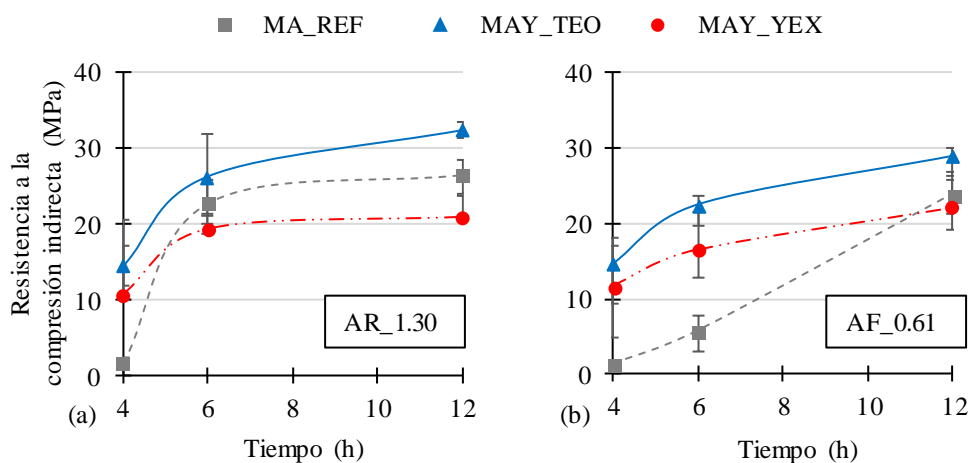 MA_REF MAY_TEO MAY_YEX
Resistencia a la
compresión indirecta (MPa)
40
30
20
10
0
4 6 8 10 12
AR_1.30
(a)
Tiempo (h)
40
30
20
10
0
4 6 8 10 12
AF_0.61
(b)
Tiempo (h)